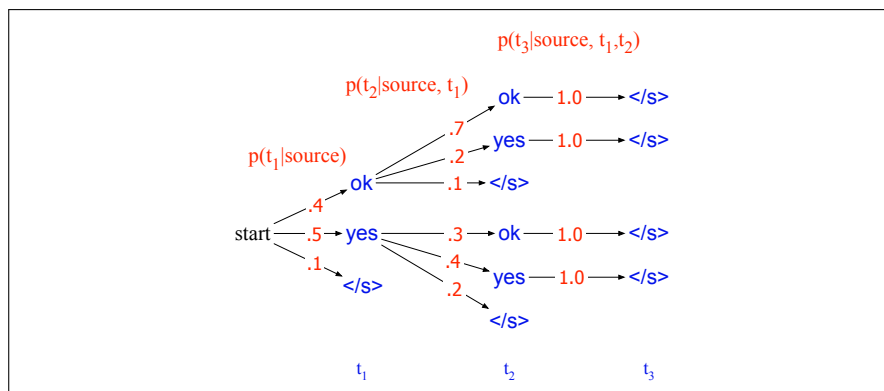 p(t₃|source, t₁,t₂)
p(t₂|source, t₁)
ok 1.0 </s>
.7
yes 1.0 </s>
.2
p(t₁|source)
ok .1 </s>
.4
start .5 yes .3 ok 1.0 </s>
.1 .4
</s> yes 1.0 </s>
.2
</s>
t₁ t₂ t₃